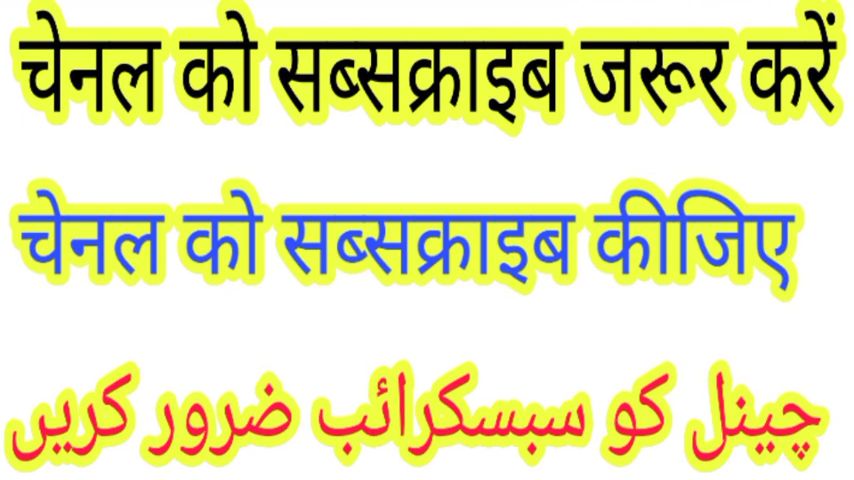 चेनल को सब्सक्राइब जरूर करें
चेनल को सब्सक्राइब कीजिए
چینل کو سبسکرائب ضرور کریں